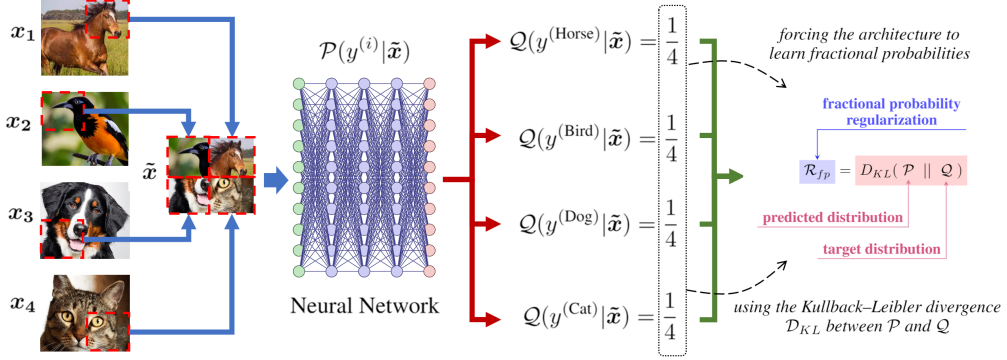 x₁
x₂
x₃
x₄
x̃
𝒫(y⁽ⁱ⁾|x̃)
Neural Network
𝒬(y^(Horse)|x̃) = 1/4
𝒬(y^(Bird)|x̃) = 1/4
𝒬(y^(Dog)|x̃) = 1/4
𝒬(y^(Cat)|x̃) = 1/4
forcing the architecture to
learn fractional probabilities
fractional probability
regularization
ℛ_fp = D_KL( 𝒫 || 𝒬 )
predicted distribution
target distribution
using the Kullback–Leibler divergence
𝒟_KL between 𝒫 and 𝒬